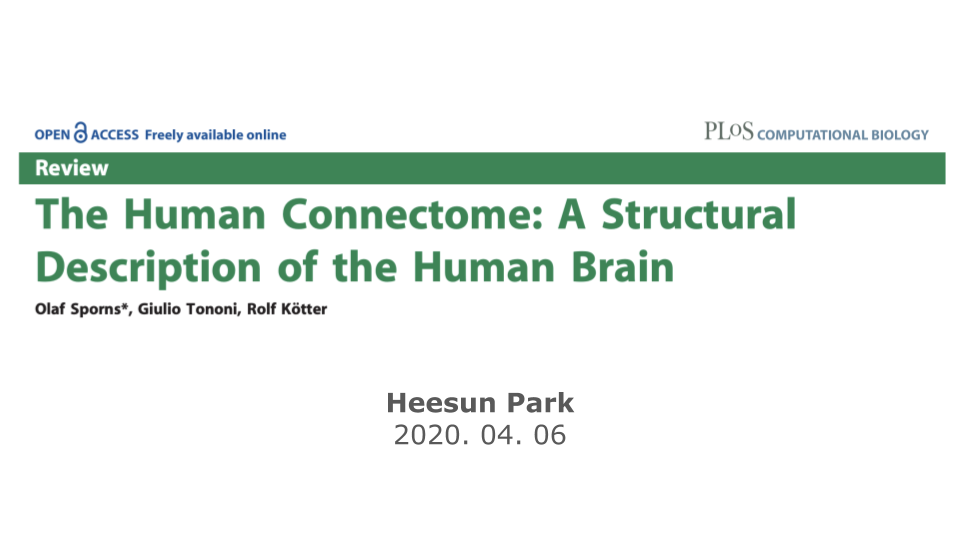 OPEN ACCESS Freely available online
PLoS COMPUTATIONAL BIOLOGY
Review
The Human Connectome: A Structural
Description of the Human Brain
Olaf Sporns*, Giulio Tononi, Rolf Kötter
Heesun Park
2020. 04. 06